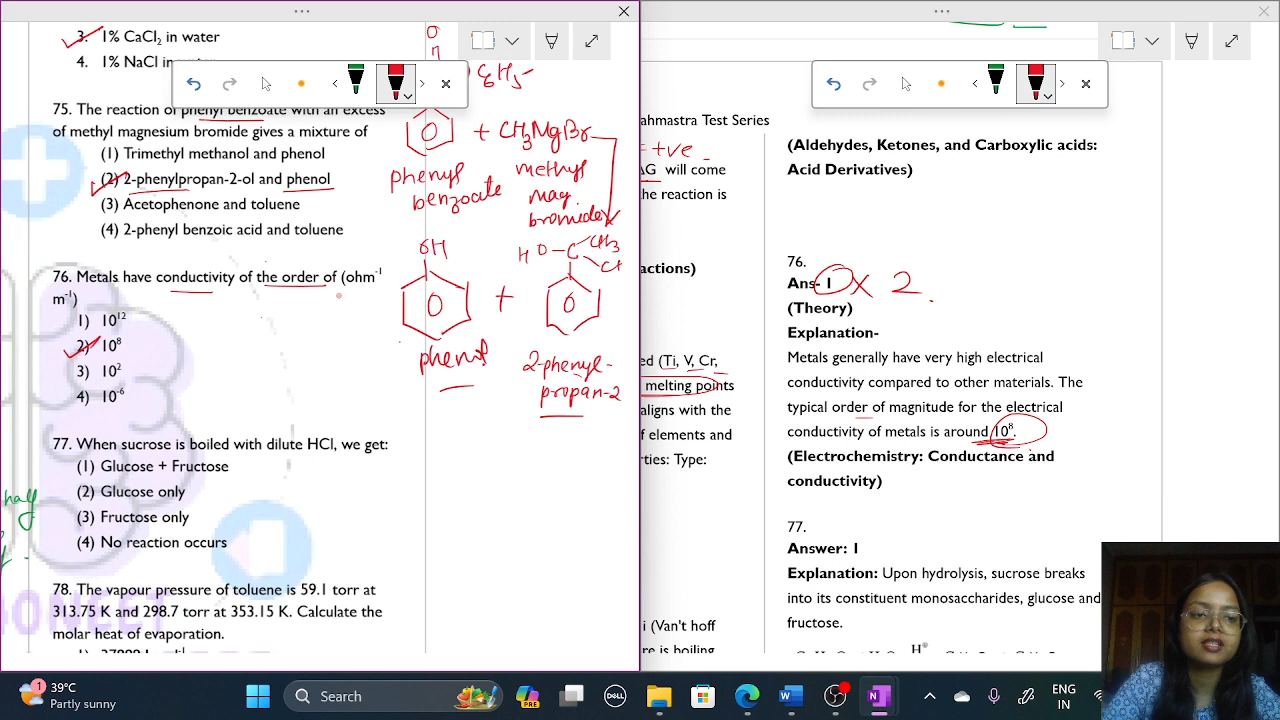 3. 1% CaCl2 in water
4. 1% NaCl in
75. The reaction of phenyl benzoate with an excess
of methyl magnesium bromide gives a mixture of
(1) Trimethyl methanol and phenol
(2) 2-phenylpropan-2-ol and phenol
(3) Acetophenone and toluene
(4) 2-phenyl benzoic acid and toluene
76. Metals have conductivity of the order of (ohm-1
m-1)
1) 10^12
2) 10^8
3) 10^2
4) 10^-6
77. When sucrose is boiled with dilute HCl, we get:
(1) Glucose + Fructose
(2) Glucose only
(3) Fructose only
(4) No reaction occurs
78. The vapour pressure of toluene is 59.1 torr at
313.75 K and 298.7 torr at 353.15 K. Calculate the
molar heat of evaporation.
+ CH3MgBr
phenyl
benzoate
methyl
mag.
bromide
OH
HO - C
CH3
+
phenol
2-phenyl-
propan-2
ahmastra Test Series
= +ve
ΔG will come
the reaction is
actions)
ed (Ti, V, Cr,
melting points
aligns with the
f elements and
rties: Type:
i (Van't hoff
re is boiling
(Aldehydes, Ketones, and Carboxylic acids:
Acid Derivatives)
76.
Ans- 1 x 2
(Theory)
Explanation-
Metals generally have very high electrical
conductivity compared to other materials. The
typical order of magnitude for the electrical
conductivity of metals is around 10^8.
(Electrochemistry: Conductance and
conductivity)
77.
Answer: 1
Explanation: Upon hydrolysis, sucrose breaks
into its constituent monosaccharides, glucose and
fructose.
1
39°C
Partly sunny
Search
PRE
DELL
ENG
IN